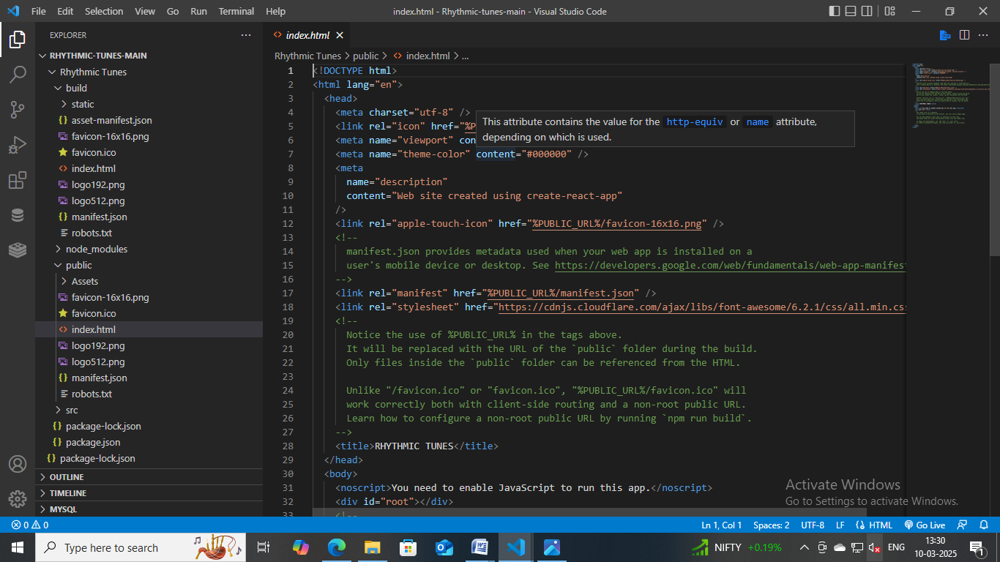 File Edit Selection View Go Run Terminal Help
index.html - Rhythmic-tunes-main - Visual Studio Code
EXPLORER
RHYTHMIC-TUNES-MAIN
Rhythmic Tunes
build
static
asset-manifest.json
favicon-16x16.png
favicon.ico
index.html
logo192.png
logo512.png
manifest.json
robots.txt
node_modules
public
Assets
favicon-16x16.png
favicon.ico
index.html
logo192.png
logo512.png
manifest.json
robots.txt
src
package-lock.json
package.json
package-lock.json
OUTLINE
TIMELINE
MYSQL
index.html
Rhythmic Tunes > public > index.html > ...
1 <!DOCTYPE html>
2 <html lang="en">
3 <head>
4 <meta charset="utf-8" />
5 <link rel="icon" href="%P
6 <meta name="viewport" con
This attribute contains the value for the http-equiv or name attribute,
depending on which is used.
7 <meta name="theme-color" content="#000000" />
8 <meta
9 name="description"
10 content="Web site created using create-react-app"
11 />
12 <link rel="apple-touch-icon" href="%PUBLIC_URL%/favicon-16x16.png" />
13 <!--
14 manifest.json provides metadata used when your web app is installed on a
15 user's mobile device or desktop. See https://developers.google.com/web/fundamentals/web-app-manifest
16 -->
17 <link rel="manifest" href="%PUBLIC_URL%/manifest.json" />
18 <link rel="stylesheet" href="https://cdnjs.cloudflare.com/ajax/libs/font-awesome/6.2.1/css/all.min.css
19 <!--
20 Notice the use of %PUBLIC_URL% in the tags above.
21 It will be replaced with the URL of the `public` folder during the build.
22 Only files inside the `public` folder can be referenced from the HTML.
23
24 Unlike "/favicon.ico" or "favicon.ico", "%PUBLIC_URL%/favicon.ico" will
25 work correctly both with client-side routing and a non-root public URL.
26 Learn how to configure a non-root public URL by running `npm run build`.
27 -->
28 <title>RHYTHMIC TUNES</title>
29 </head>
30 <body>
31 <noscript>You need to enable JavaScript to run this app.</noscript>
32 <div id="root"></div>
33 <!--
Activate Windows
Go to Settings to activate Windows.
0 0
Ln 1, Col 1 Spaces: 2 UTF-8 LF HTML Go Live
Type here to search
NIFTY +0.19%
ENG
13:30
10-03-2025
1